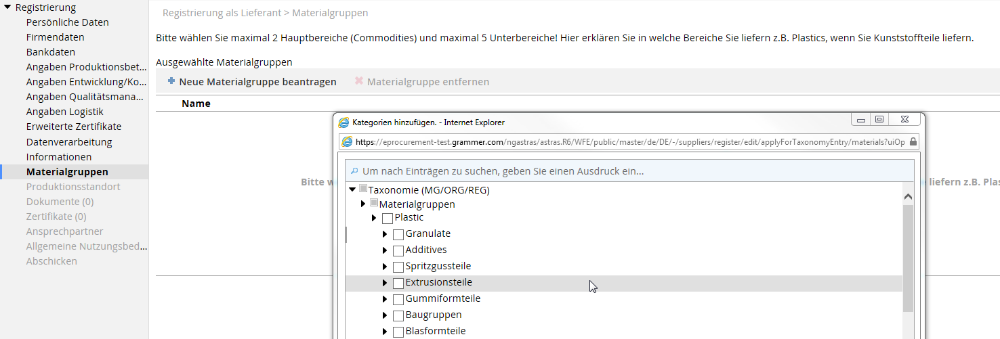 Registrierung
Persönliche Daten
Firmendaten
Bankdaten
Angaben Produktionsbet...
Angaben Entwicklung/Ko...
Angaben Qualitätsmana...
Angaben Logistik
Erweiterte Zertifikate
Datenverarbeitung
Informationen
Materialgruppen
Produktionsstandort
Dokumente (0)
Zertifikate (0)
Ansprechpartner
Allgemeine Nutzungsbed...
Abschicken
Registrierung als Lieferant > Materialgruppen
Bitte wählen Sie maximal 2 Hauptbereiche (Commodities) und maximal 5 Unterbereiche! Hier erklären Sie in welche Bereiche Sie liefern z.B. Plastics, wenn Sie Kunststoffteile liefern.
Ausgewählte Materialgruppen
Neue Materialgruppe beantragen Materialgruppe entfernen
Name
Bitte w
liefern z.B. Plas
Kategorien hinzufügen. - Internet Explorer
https://eprocurement-test.grammer.com/ngastras/astras.R6/WFE/public/master/de/DE/-/suppliers/register/edit/applyForTaxonomyEntry/materials?uiOp
Um nach Einträgen zu suchen, geben Sie einen Ausdruck ein...
Taxonomie (MG/ORG/REG)
Materialgruppen
Plastic
Granulate
Additives
Spritzgussteile
Extrusionsteile
Gummiformteile
Baugruppen
Blasformteile